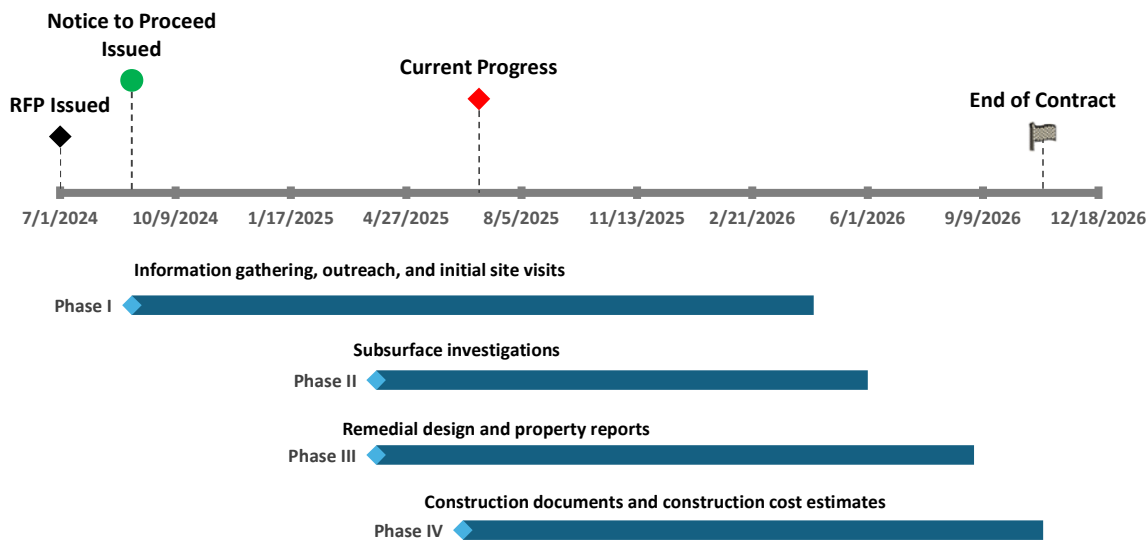 Notice to Proceed
Issued
Current Progress
RFP Issued
End of Contract
7/1/2024 10/9/2024 1/17/2025 4/27/2025 8/5/2025 11/13/2025 2/21/2026 6/1/2026 9/9/2026 12/18/2026
Information gathering, outreach, and initial site visits
Phase I
Subsurface investigations
Phase II
Remedial design and property reports
Phase III
Construction documents and construction cost estimates
Phase IV